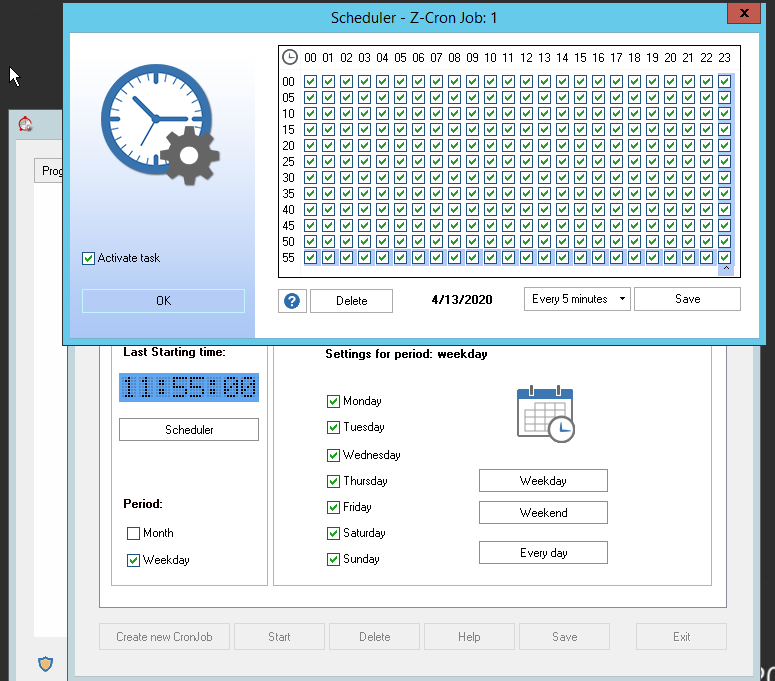 Scheduler - Z-Cron Job: 1
x
00 01 02 03 04 05 06 07 08 09 10 11 12 13 14 15 16 17 18 19 20 21 22 23
00
05
10
15
20
25
30
35
40
45
50
55
Activate task
OK
?
Delete
4/13/2020
Every 5 minutes
Save
Prog
Last Starting time:
11:55:00
Scheduler
Period:
Month
Weekday
Settings for period: weekday
Monday
Tuesday
Wednesday
Thursday
Friday
Saturday
Sunday
Weekday
Weekend
Every day
Create new CronJob
Start
Delete
Help
Save
Exit